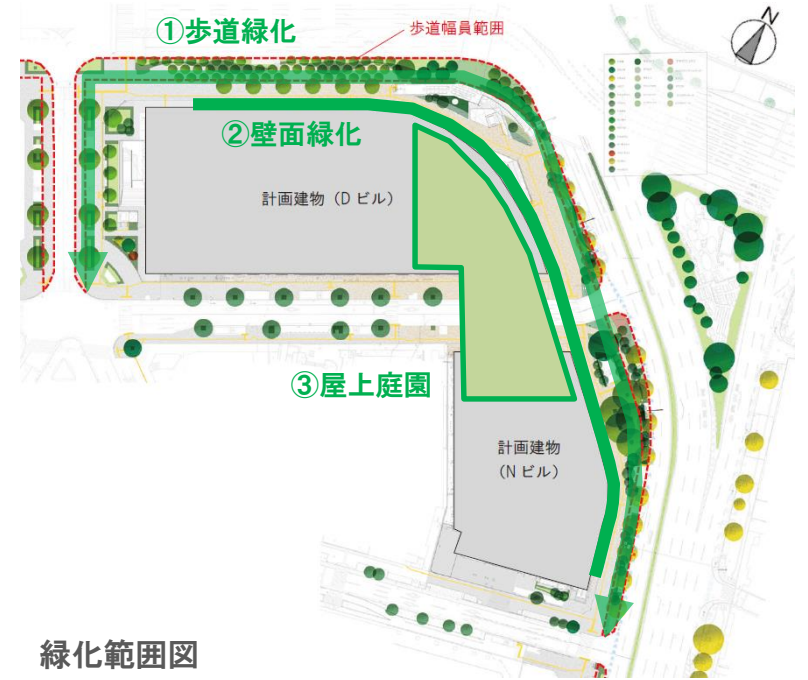 ①歩道緑化
歩道幅員範囲
N
②壁面緑化
計画建物(Dビル)
③屋上庭園
計画建物
(Nビル)
緑化範囲図